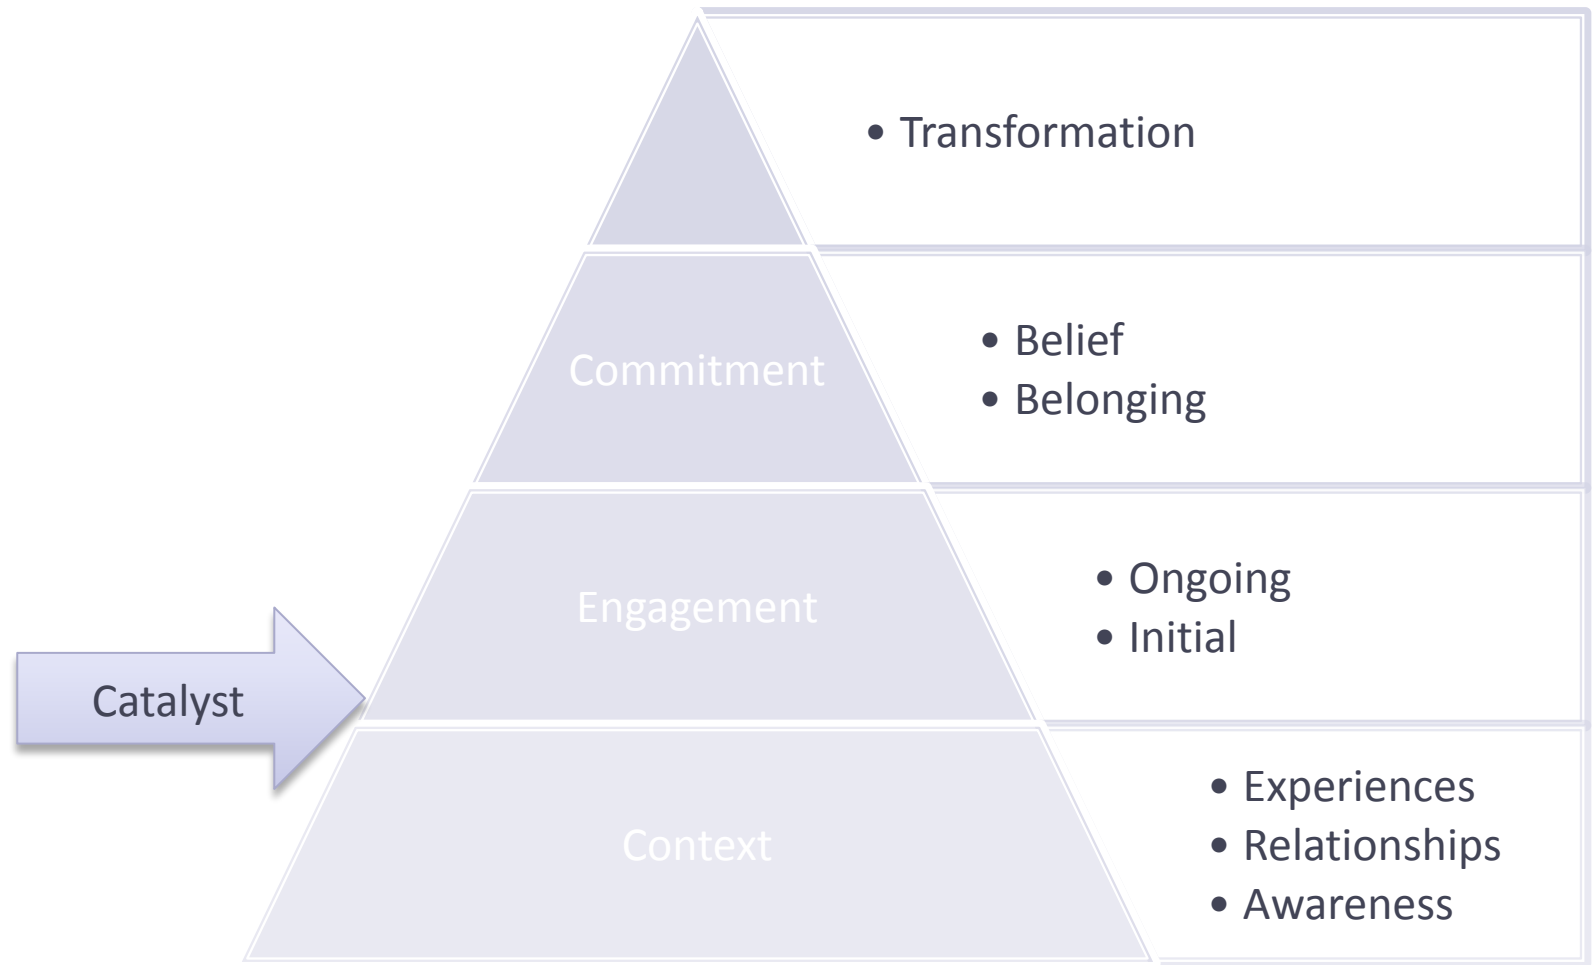 • Transformation
Commitment
• Belief
• Belonging
Engagement
• Ongoing
• Initial
Catalyst
Context
• Experiences
• Relationships
• Awareness